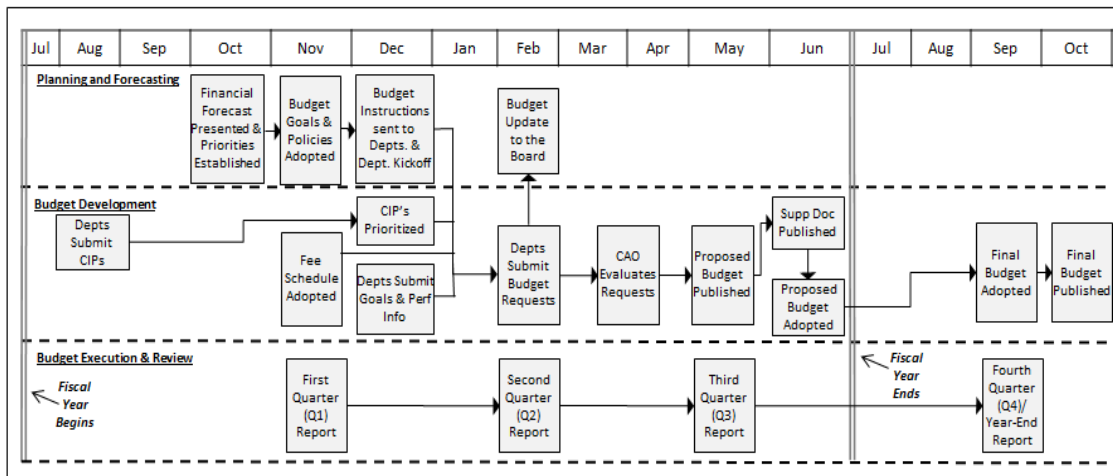 Jul Aug Sep Oct Nov Dec Jan Feb Mar Apr May Jun Jul Aug Sep Oct
Planning and Forecasting
Financial
Forecast
Presented &
Priorities
Established
Budget
Goals &
Policies
Adopted
Budget
Instructions
sent to
Depts. &
Dept. Kickoff
Budget
Update
to the
Board
Budget Development
Depts
Submit
CIPs
CIP's
Prioritized
Fee
Schedule
Adopted
Depts Submit
Goals & Perf
Info
Depts
Submit
Budget
Requests
CAO
Evaluates
Requests
Proposed
Budget
Published
Supp Doc
Published
Proposed
Budget
Adopted
Final
Budget
Adopted
Final
Budget
Published
Budget Execution & Review
Fiscal
Year
Begins
First
Quarter
(Q1)
Report
Second
Quarter
(Q2)
Report
Third
Quarter
(Q3)
Report
Fiscal
Year
Ends
Fourth
Quarter
(Q4)/
Year-End
Report